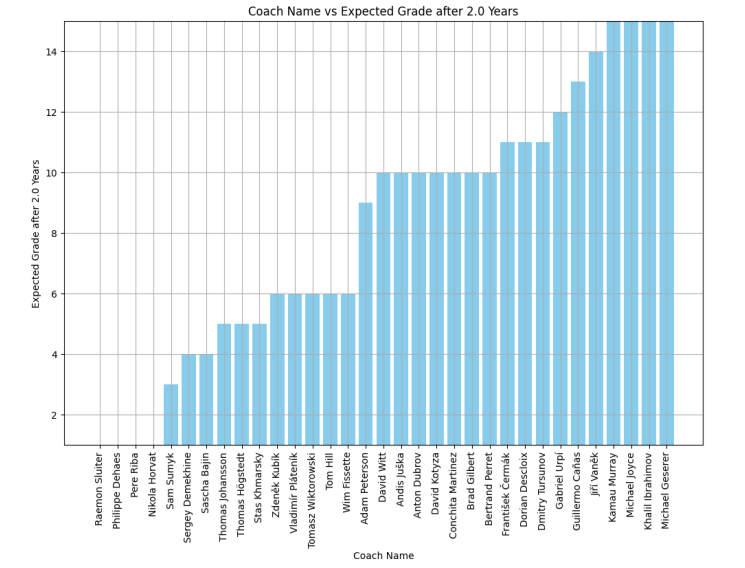 Coach Name vs Expected Grade after 2.0 Years
Expected Grade after 2.0 Years
14
12
10
8
6
4
2
Raemon Sluiter
Philippe Dehaes
Pere Riba
Nikola Horvat
Sam Sumyk
Sergey Demekhine
Sascha Bajin
Thomas Johansson
Thomas Högstedt
Stas Khmarsky
Zdeněk Kubík
Vladimír Pláteník
Tomasz Wiktorowski
Tom Hill
Wim Fissette
Adam Peterson
David Witt
Andis Juška
Anton Dubrov
David Kotyza
Conchita Martinez
Brad Gilbert
Bertrand Perret
František Čermák
Dorian Descloix
Dmitry Tursunov
Gabriel Urpí
Guillermo Cañas
Jiří Vaněk
Kamau Murray
Michael Joyce
Khalil Ibrahimov
Michael Geserer
Coach Name